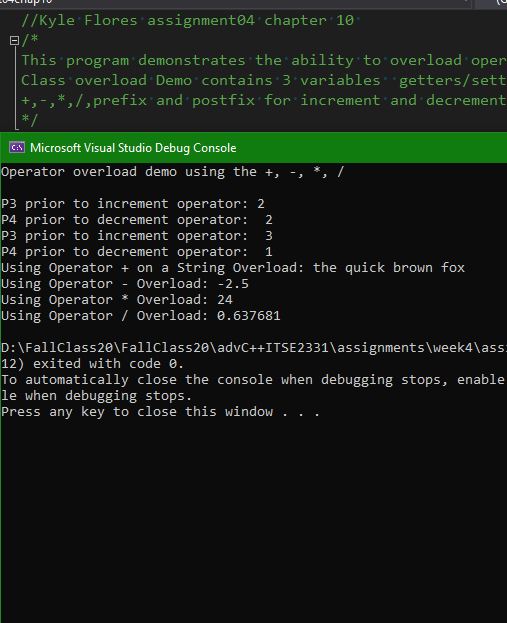 //Kyle Flores assignment04 chapter 10
/*
This program demonstrates the ability to overload oper
Class overload Demo contains 3 variables  getters/sett
+,-,*,/,prefix and postfix for increment and decrement
*/
Microsoft Visual Studio Debug Console
Operator overload demo using the +, -, *, /
P3 prior to increment operator: 2
P4 prior to decrement operator:  2
P3 prior to increment operator:  3
P4 prior to decrement operator:  1
Using Operator + on a String Overload: the quick brown fox
Using Operator - Overload: -2.5
Using Operator * Overload: 24
Using Operator / Overload: 0.637681
D:\FallClass20\FallClass20\advC++ITSE2331\assignments\week4\ass
12) exited with code 0.
To automatically close the console when debugging stops, enable
le when debugging stops.
Press any key to close this window . . .